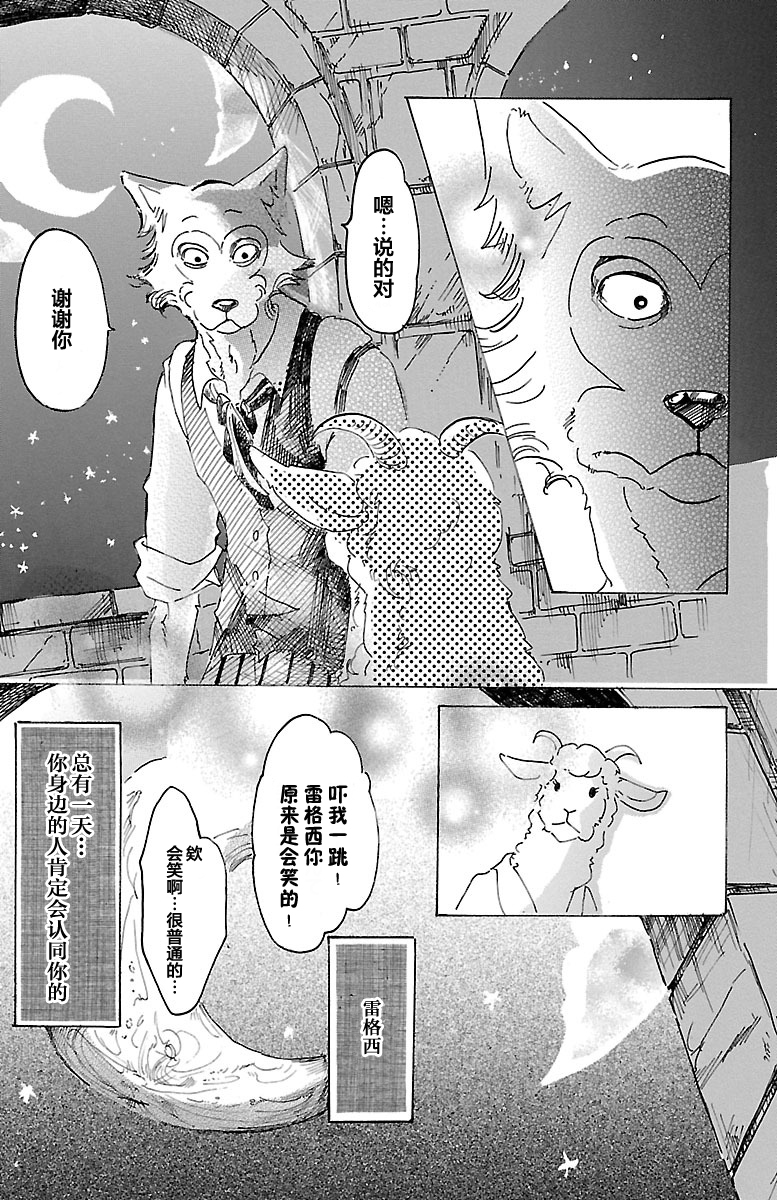 嗯…说的对
谢谢你
吓我一跳！
雷格西你
原来是会笑的！
欸
会笑啊…很普通的…
雷格西
总有一天…
你身边的人肯定会认同你的